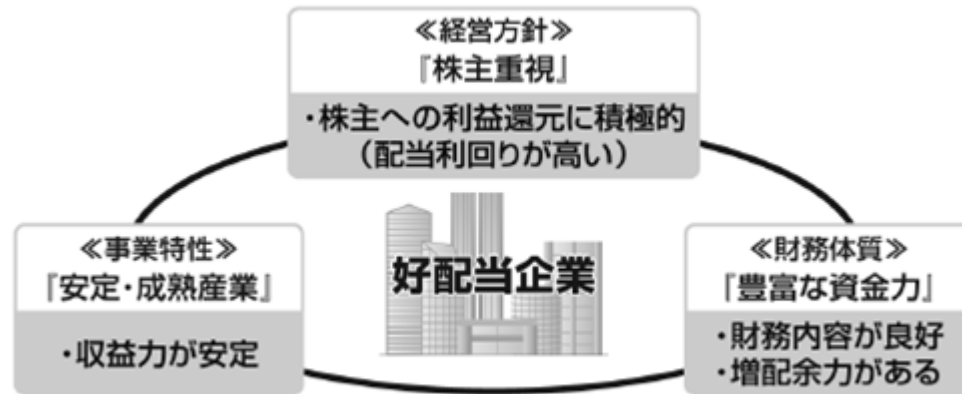 ≪経営方針≫
『株主重視』
・株主への利益還元に積極的
（配当利回りが高い）
≪事業特性≫
『安定・成熟産業』
・収益力が安定
好配当企業
≪財務体質≫
『豊富な資金力』
・財務内容が良好
・増配余力がある